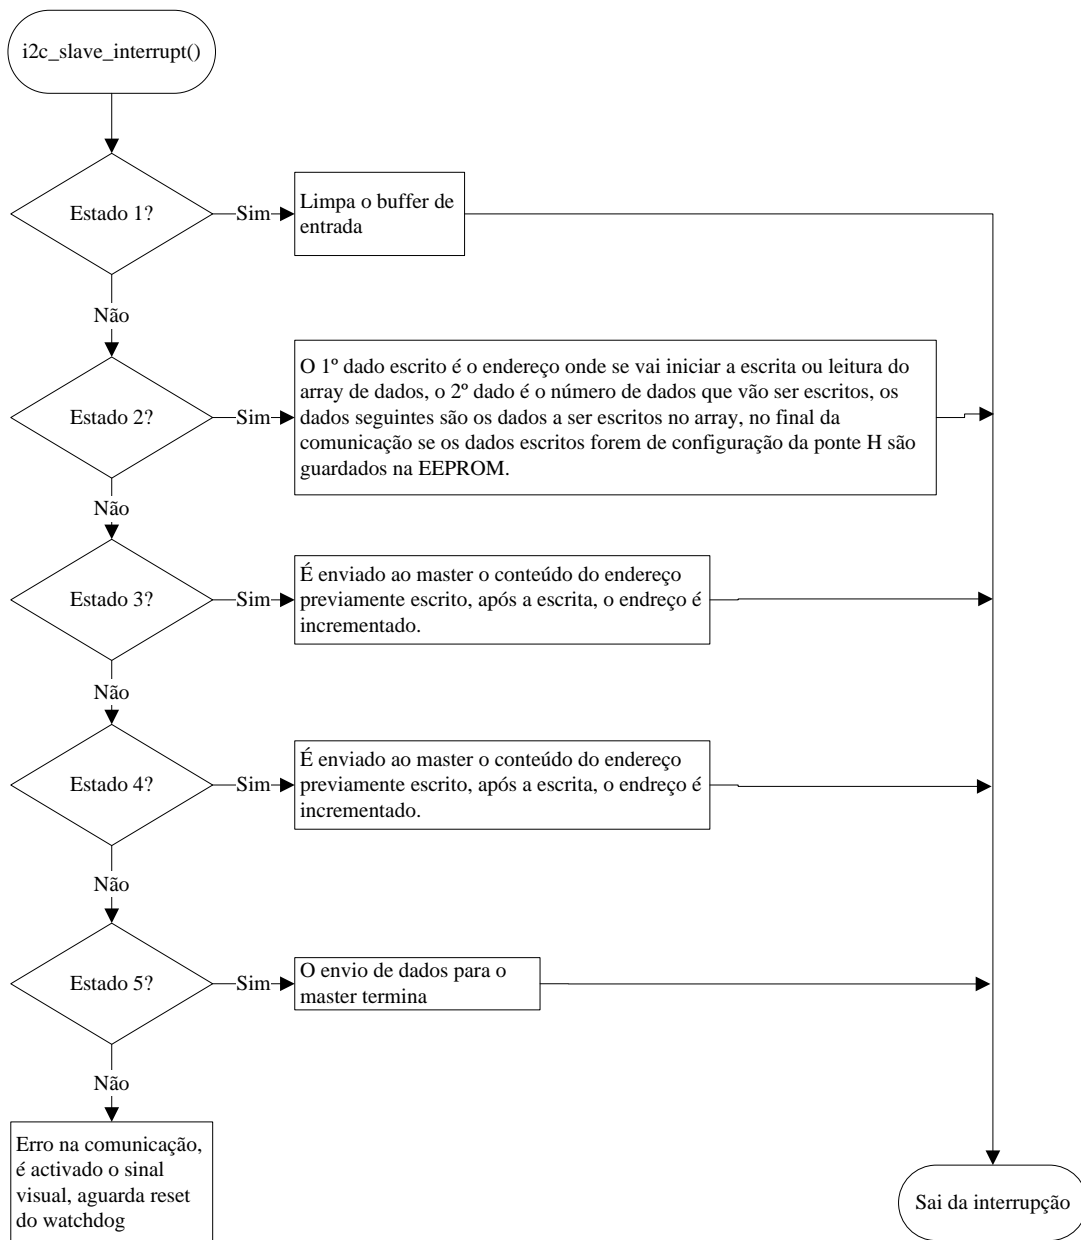 i2c_slave_interrupt()
Estado 1?
Sim
Limpa o buffer de
entrada
Não
Estado 2?
Sim
O 1º dado escrito é o endereço onde se vai iniciar a escrita ou leitura do
array de dados, o 2º dado é o número de dados que vão ser escritos, os
dados seguintes são os dados a ser escritos no array, no final da
comunicação se os dados escritos forem de configuração da ponte H são
guardados na EEPROM.
Não
Estado 3?
Sim
É enviado ao master o conteúdo do endereço
previamente escrito, após a escrita, o endreço é
incrementado.
Não
Estado 4?
Sim
É enviado ao master o conteúdo do endereço
previamente escrito, após a escrita, o endreço é
incrementado.
Não
Estado 5?
Sim
O envio de dados para o
master termina
Não
Erro na comunicação,
é activado o sinal
visual, aguarda reset
do watchdog
Sai da interrupção